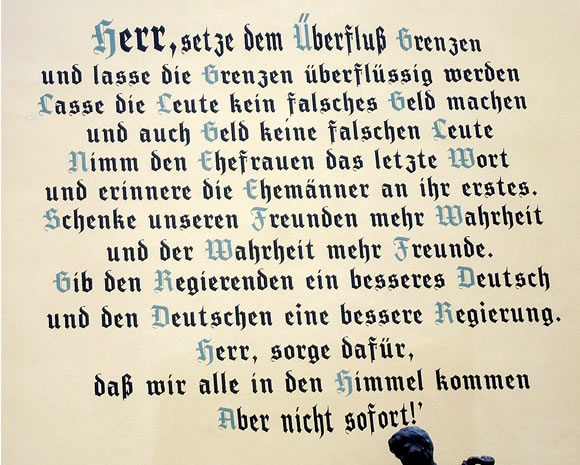 Herr, setze dem Überfluß Grenzen
und lasse die Grenzen überflüssig werden
Lasse die Leute kein falsches Geld machen
und auch Geld keine falschen Leute
Nimm den Ehefrauen das letzte Wort
und erinnere die Ehemänner an ihr erstes.
Schenke unseren Freunden mehr Wahrheit
und der Wahrheit mehr Freunde.
Gib den Regierenden ein besseres Deutsch
und den Deutschen eine bessere Regierung.
Herr, sorge dafür,
daß wir alle in den Himmel kommen
Aber nicht sofort!'